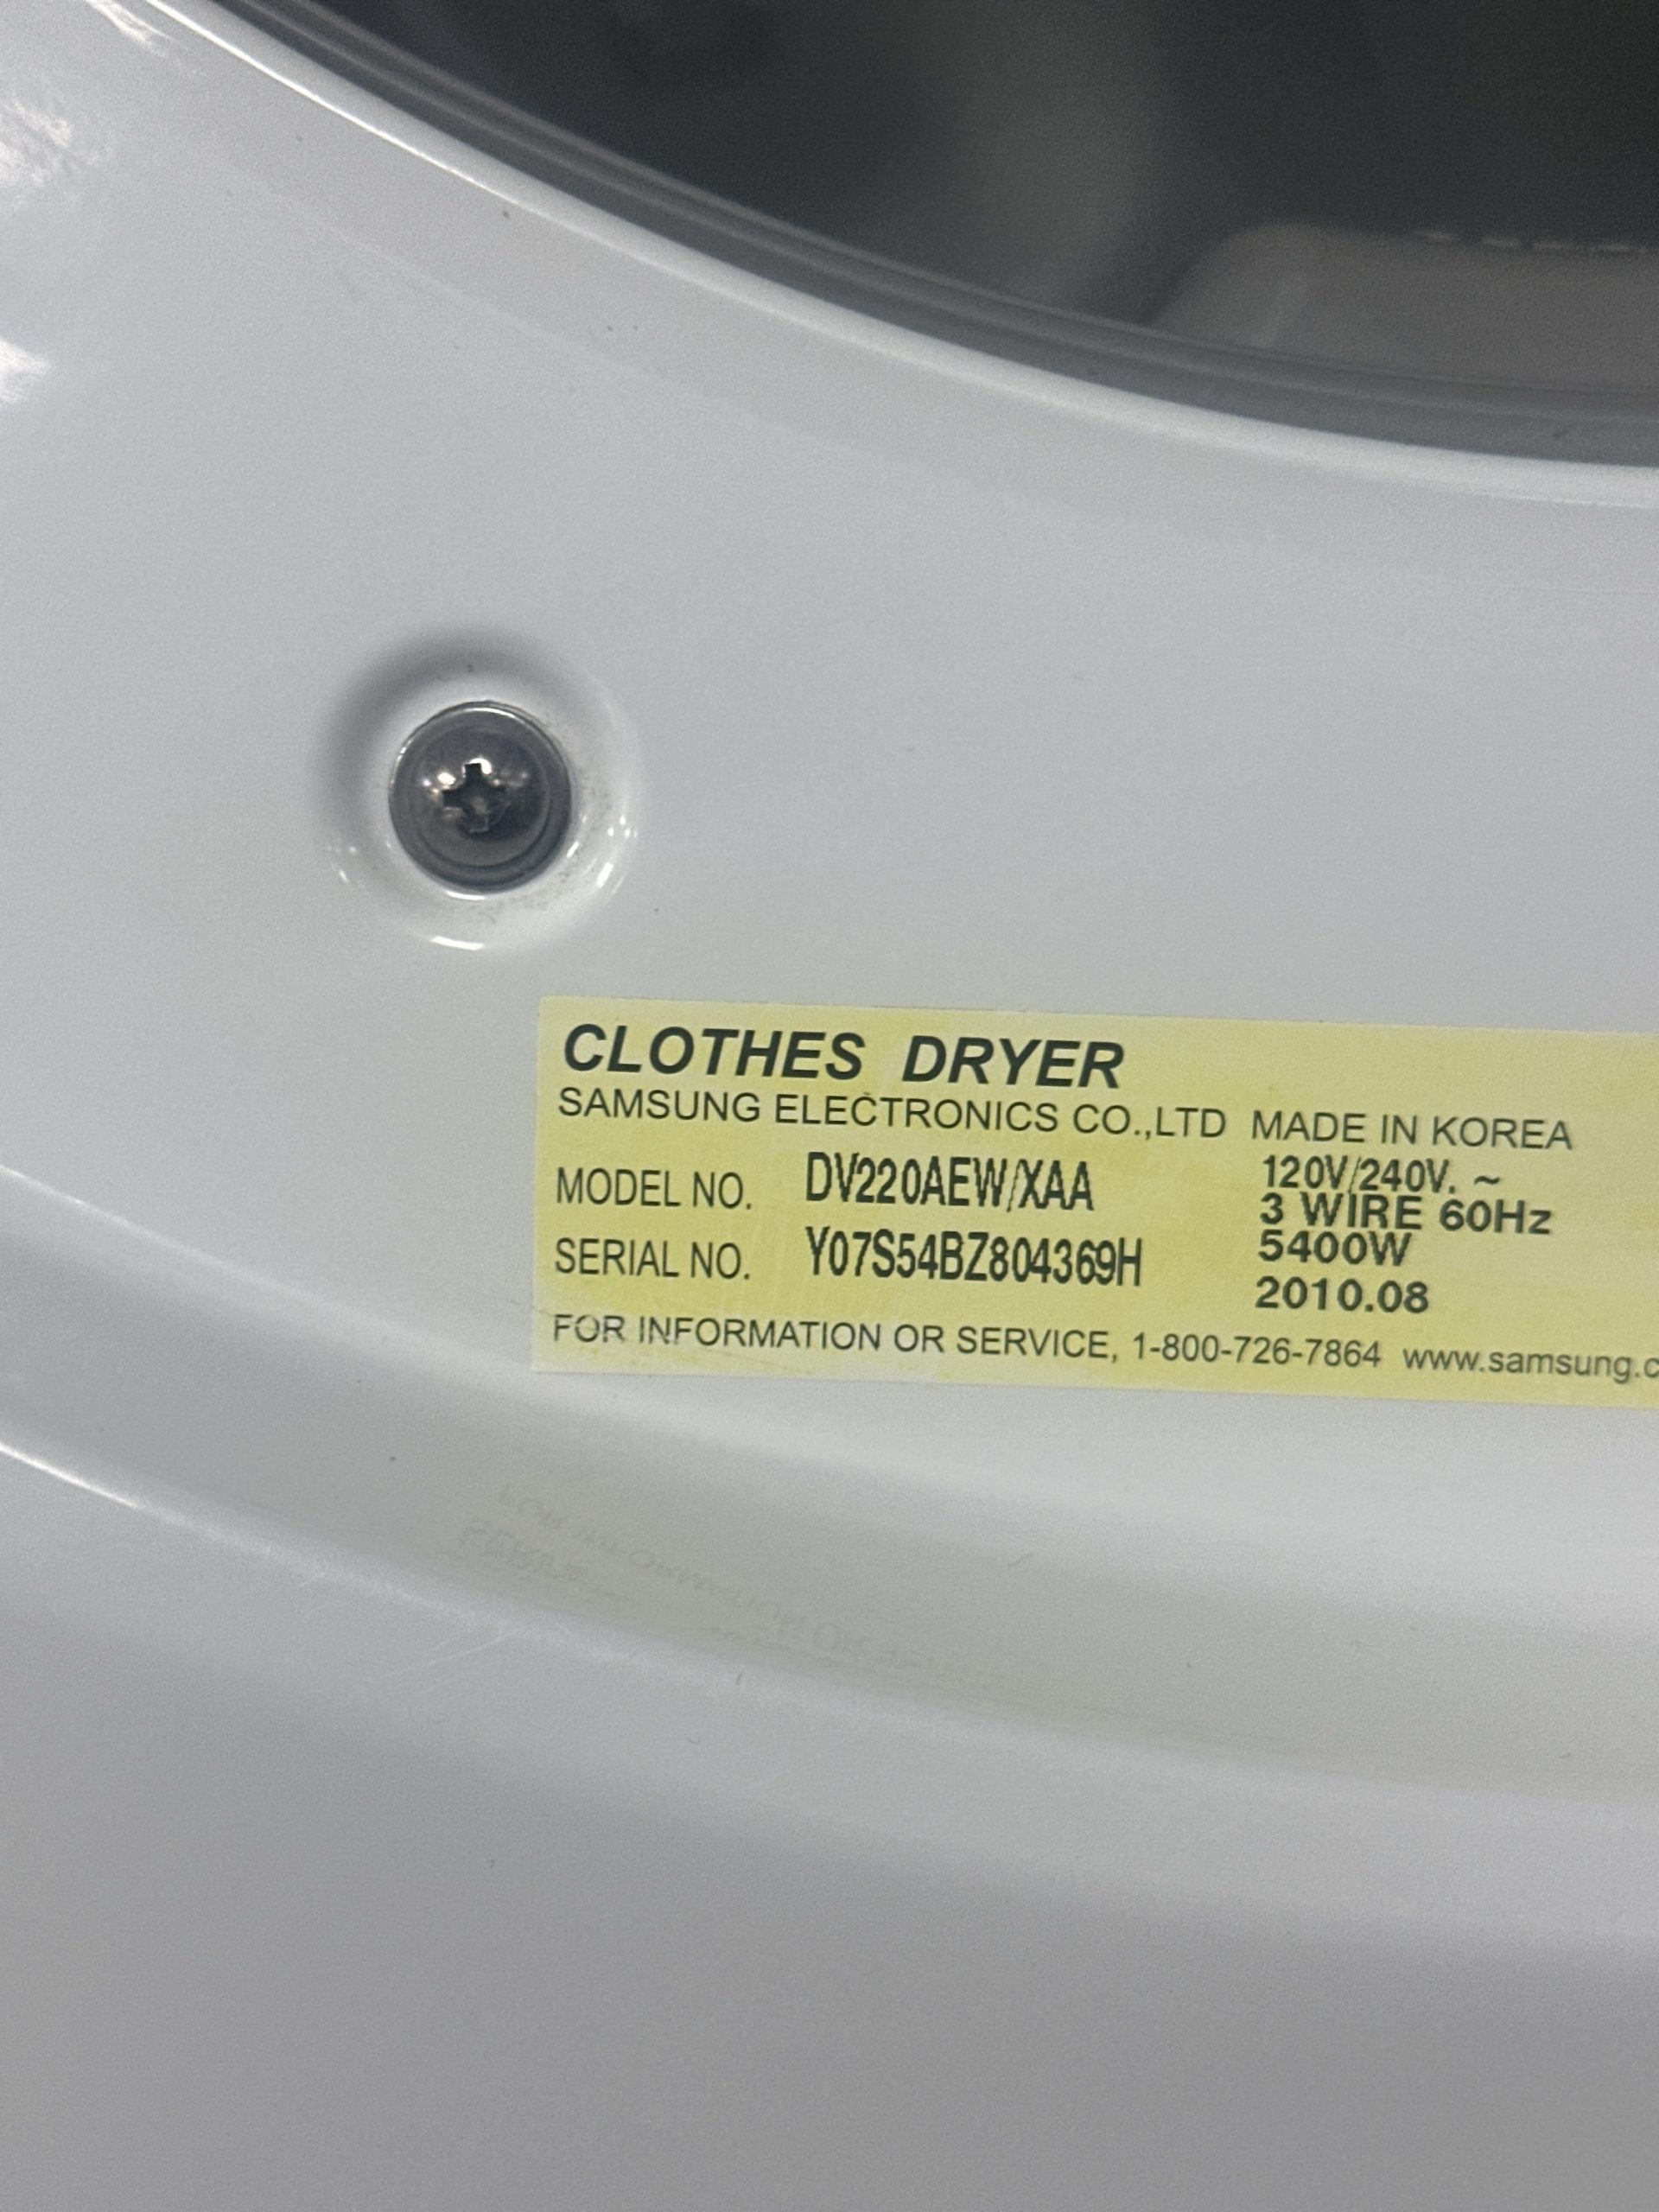 CLOTHES DRYER
SAMSUNG ELECTRONICS CO.,LTD MADE IN KOREA
MODEL NO. DV220AEW/XAA 120V/240V. ~
3 WIRE 60Hz
SERIAL NO. Y07S54BZ804369H 5400W
2010.08
FOR INFORMATION OR SERVICE, 1-800-726-7864 www.samsung.c